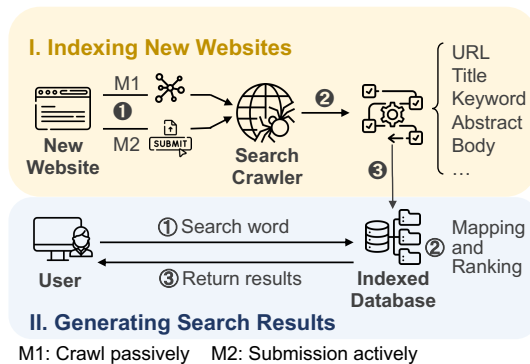 I. Indexing New Websites
M1
❶
M2
SUBMIT
New
Website
Search
Crawler
❷
URL
Title
Keyword
Abstract
Body
…
❸
① Search word
③ Return results
User
Indexed
Database
② Mapping
and
Ranking
II. Generating Search Results
M1: Crawl passively M2: Submission actively